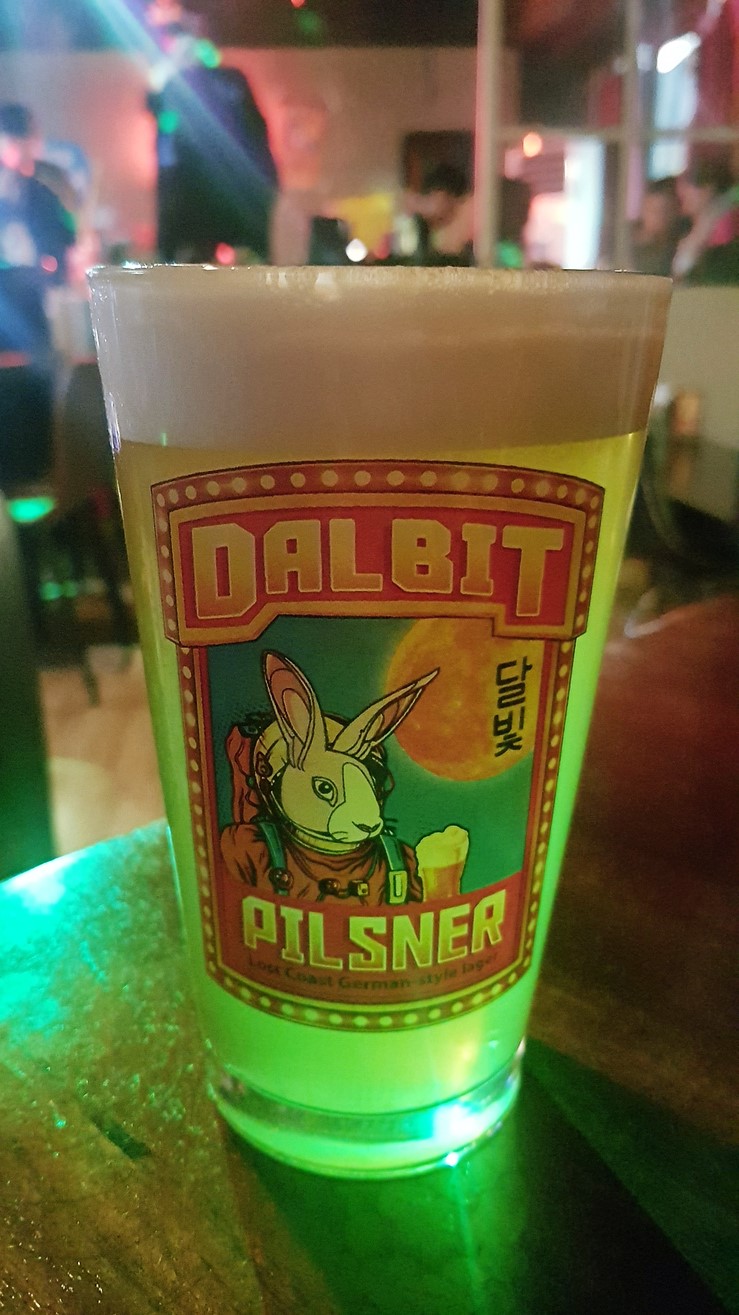 DALBIT
달빛
PILSNER
Lost Coast German-style lager